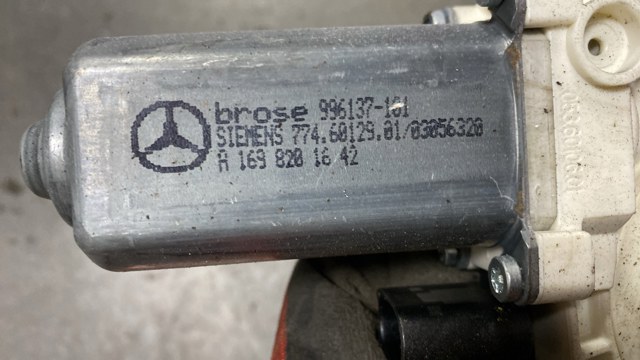 brose 996137-101
SIEMENS 774.60129.01/03056320
A 169 820 16 42